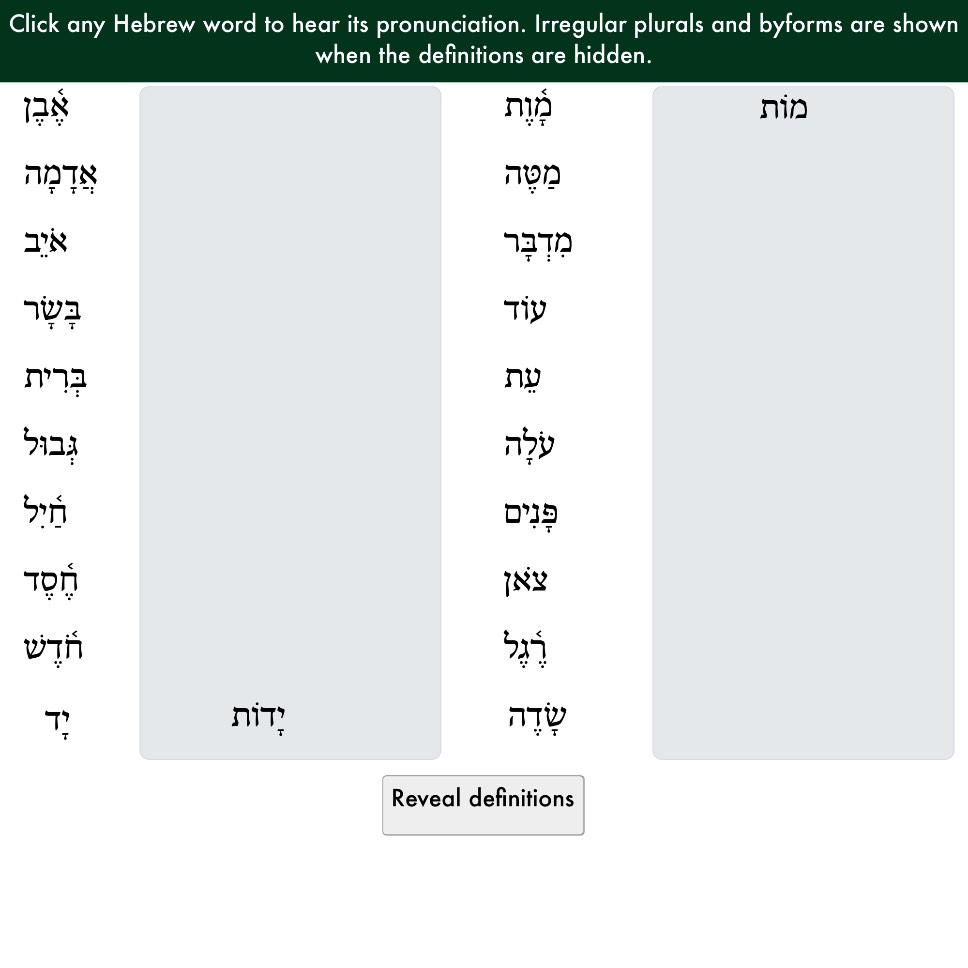 Click any Hebrew word to hear its pronunciation. Irregular plurals and byforms are shown
when the definitions are hidden.
אֶ֫בֶן מָ֫וֶת מוֹת
אֲדָמָה מַטֶּה
אֹיֵב מִדְבָּר
בָּשָׂר עוֹד
בְּרִית עֵת
גְּבוּל עֹלָה
חַ֫יִל פָּנִים
חֶ֫סֶד צֹאן
חֹ֫דֶשׁ רֶ֫גֶל
יָד יָדוֹת שָׂדֶה
Reveal definitions